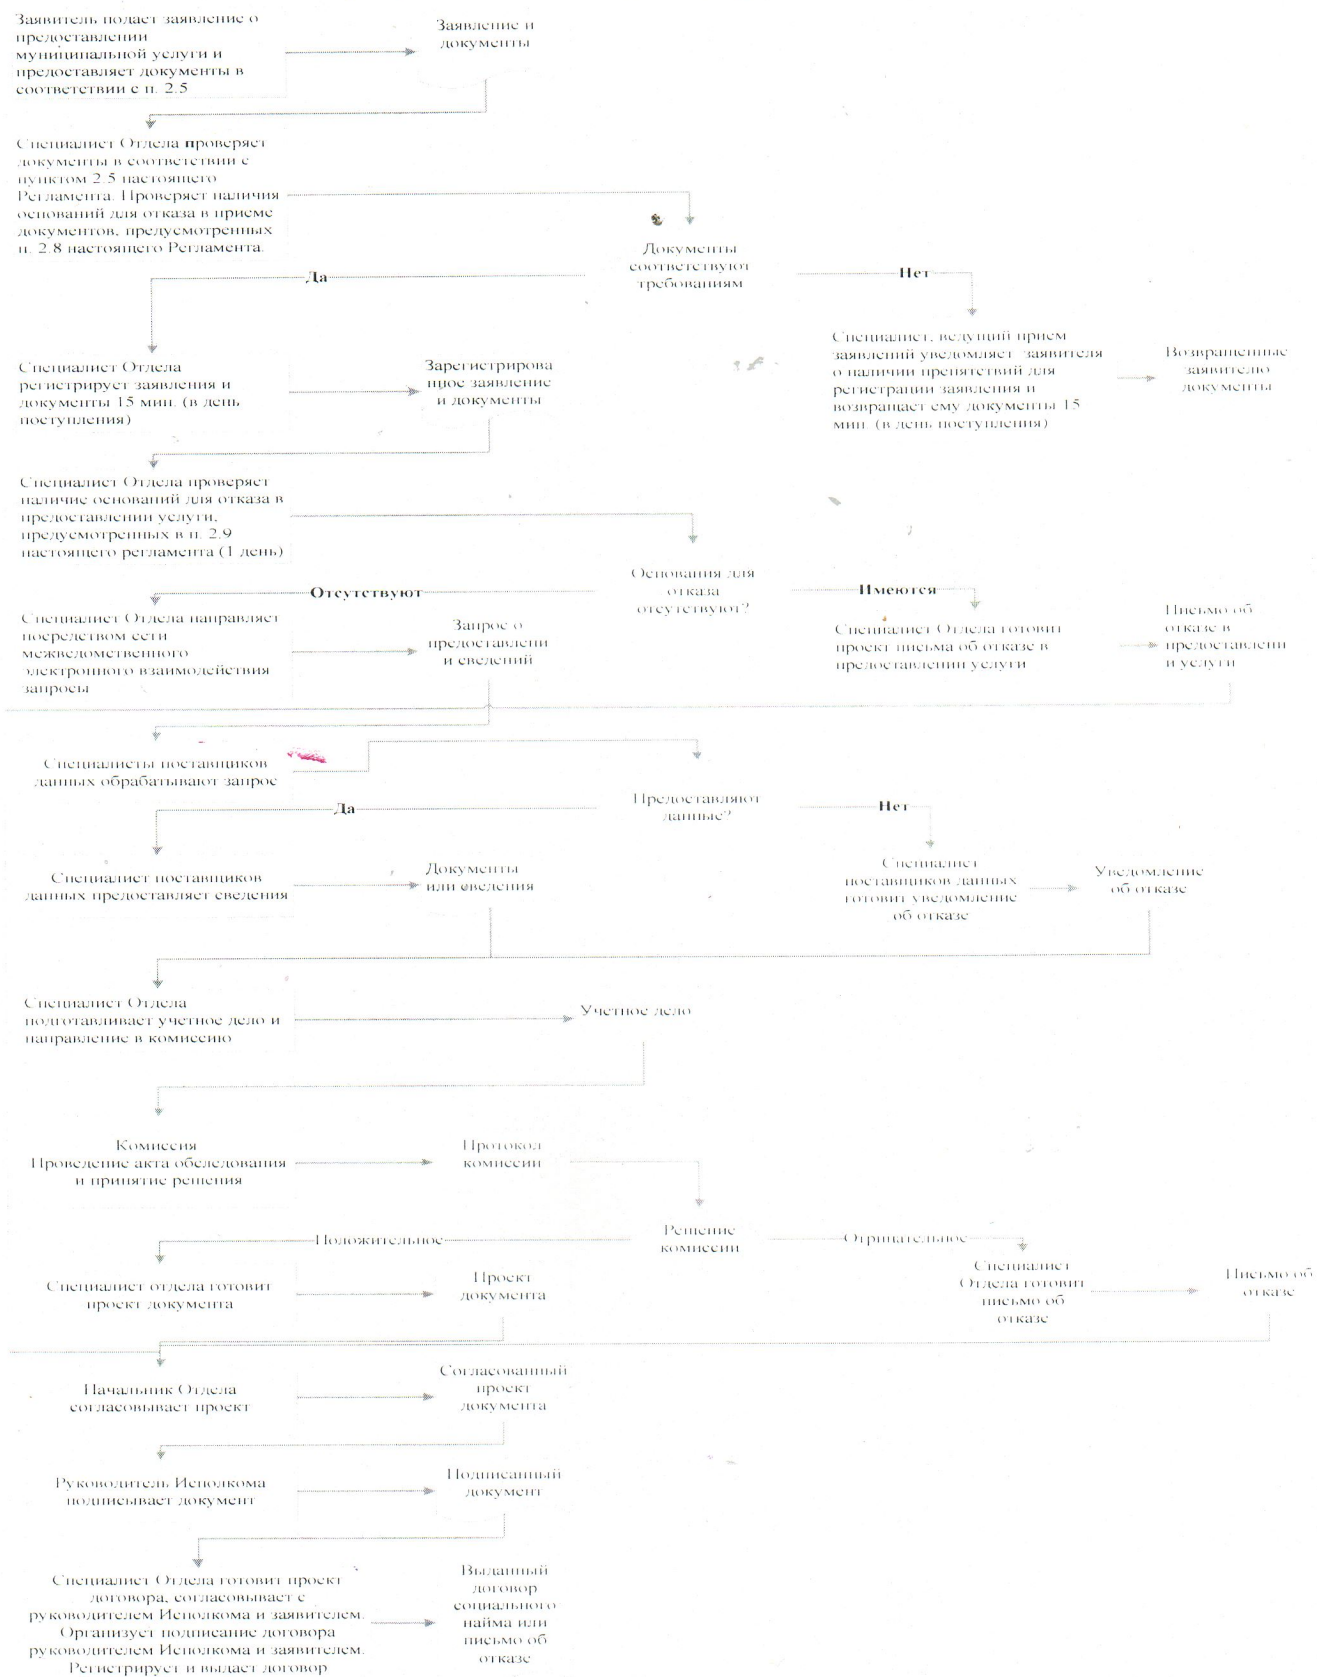 Заявитель подает заявление о
предоставлении
муниципальной услуги и
предоставляет документы в
соответствии с п. 2.5
Заявление и
документы
Специалист Отдела проверяет
документы в соответствии с
пунктом 2.5 настоящего
Регламента. Проверяет наличия
оснований для отказа в приеме
документов, предусмотренных
п. 2.8 настоящего Регламента.
Документы
соответствуют
требованиям
Да
Нет
Специалист Отдела
регистрирует заявления и
документы 15 мин. (в день
поступления)
Зарегистрирова
нное заявление
и документы
Специалист, ведущий прием
заявлений уведомляет заявителя
о наличии препятствий для
регистрации заявления и
возвращает ему документы 15
мин. (в день поступления)
Возвращенные
заявителю
документы
Специалист Отдела проверяет
наличие оснований для отказа в
предоставлении услуги,
предусмотренных в п. 2.9
настоящего регламента (1 день)
Основания для
отказа
отсутствуют?
Отсутствуют
Имеются
Специалист Отдела направляет
посредством сети
межведомственного
электронного взаимодействия
запросы
Запрос о
предоставлени
и сведений
Специалист Отдела готовит
проект письма об отказе в
предоставлении услуги
Письмо об
отказе в
предоставлени
и услуги
Специалисты поставщиков
данных обрабатывают запрос
Предоставляют
данные?
Да
Нет
Специалист поставщиков
данных предоставляет сведения
Документы
или сведения
Специалист
поставщиков данных
готовит уведомление
об отказе
Уведомление
об отказе
Специалист Отдела
подготавливает учетное дело и
направление в комиссию
Учетное дело
Комиссия
Проведение акта обследования
и принятие решения
Протокол
комиссии
Решение
комиссии
Положительное
Отрицательное
Специалист отдела готовит
проект документа
Проект
документа
Специалист
Отдела готовит
письмо об
отказе
Письмо об
отказе
Начальник Отдела
согласовывает проект
Согласованный
проект
документа
Руководитель Исполкома
подписывает документ
Подписанный
документ
Специалист Отдела готовит проект
договора, согласовывает с
руководителем Исполкома и заявителем.
Организует подписание договора
руководителем Исполкома и заявителем.
Регистрирует и выдает договор
Выданный
договор
социального
найма или
письмо об
отказе